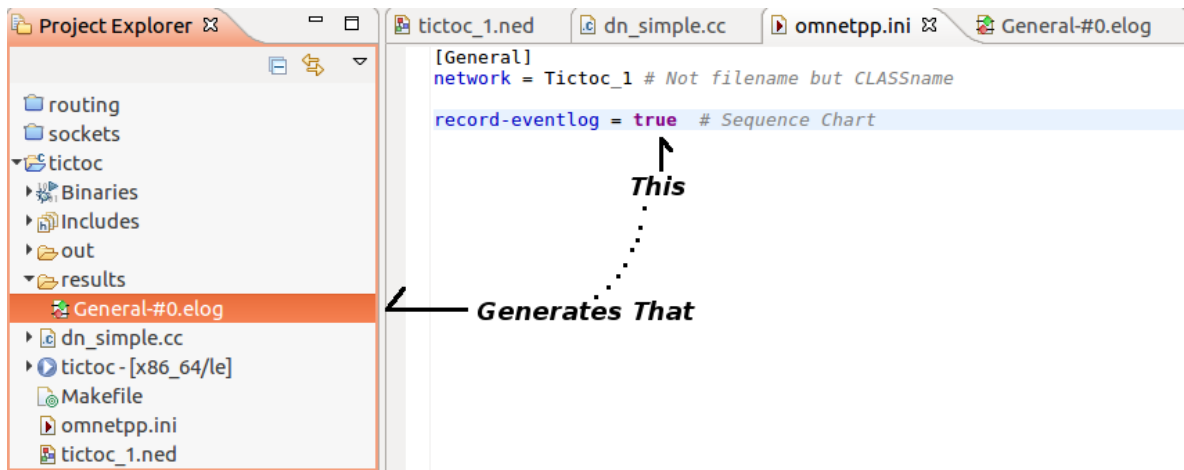 Project Explorer
tictoc_1.ned
dn_simple.cc
omnetpp.ini
General-#0.elog
routing
sockets
tictoc
Binaries
Includes
out
results
General-#0.elog
dn_simple.cc
tictoc - [x86_64/le]
Makefile
omnetpp.ini
tictoc_1.ned
[General]
network = Tictoc_1 # Not filename but CLASSname
record-eventlog = true  # Sequence Chart
This
Generates That